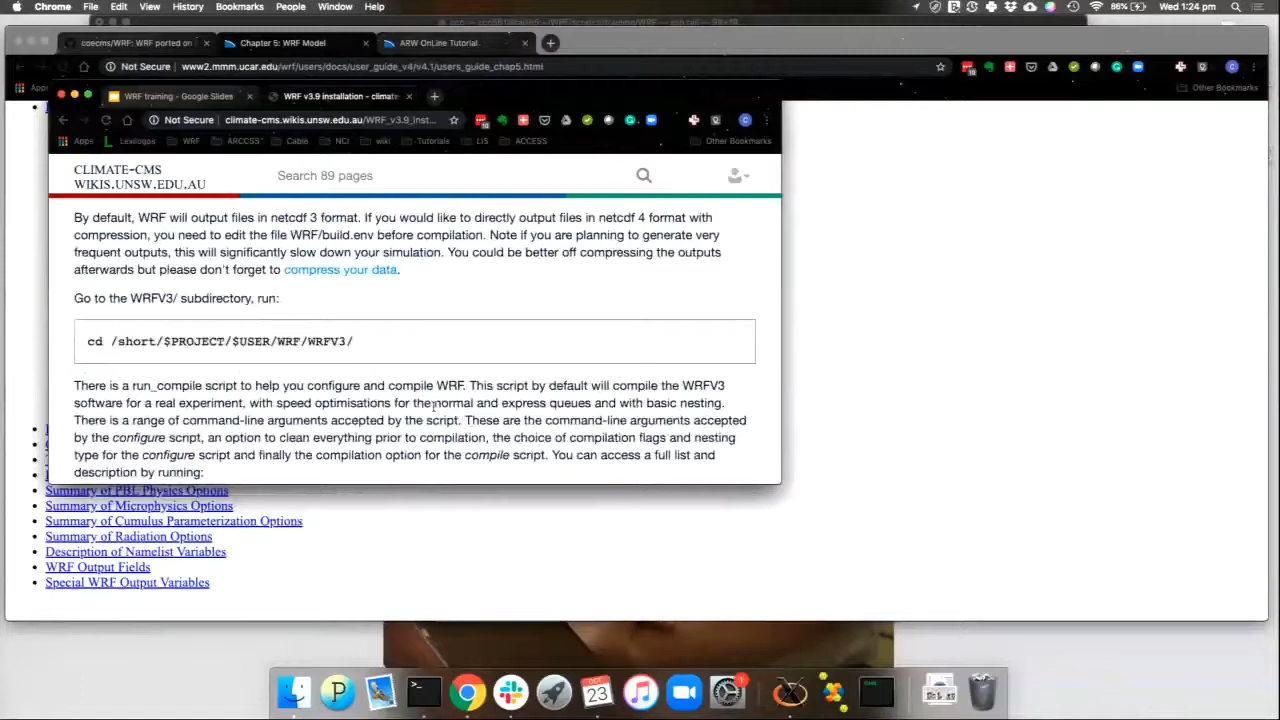 Chrome File Edit View History Bookmarks People Window Help 86% Wed 1:24 pm
coecms/WRF: WRF ported on Chapter 5: WRF Model ARW OnLine Tutorial
Not Secure www2.mmm.ucar.edu/wrf/users/docs/user_guide_v4/v4.1/users_guide_chap5.html
Apps Other Bookmarks
WRF training - Google Slides WRF v3.9 installation - climate
Not Secure climate-cms.wikis.unsw.edu.au/WRF_v3.9_inst...
Apps Lexilogos WRF ARCCSS NCI Cable wiki Tutorials LIS ACCESS Other Bookmarks
CLIMATE-CMS
WIKIS.UNSW.EDU.AU
Search 89 pages
By default, WRF will output files in netcdf 3 format. If you would like to directly output files in netcdf 4 format with
compression, you need to edit the file WRF/build.env before compilation. Note if you are planning to generate very
frequent outputs, this will significantly slow down your simulation. You could be better off compressing the outputs
afterwards but please don't forget to compress your data.
Go to the WRFV3/ subdirectory, run:
cd /short/$PROJECT/$USER/WRF/WRFV3/
There is a run_compile script to help you configure and compile WRF. This script by default will compile the WRFV3
software for a real experiment, with speed optimisations for the normal and express queues and with basic nesting.
There is a range of command-line arguments accepted by the script. These are the command-line arguments accepted
by the configure script, an option to clean everything prior to compilation, the choice of compilation flags and nesting
type for the configure script and finally the compilation option for the compile script. You can access a full list and
description by running:
Summary of PBL Physics Options
Summary of Microphysics Options
Summary of Cumulus Parameterization Options
Summary of Radiation Options
Description of Namelist Variables
WRF Output Fields
Special WRF Output Variables
OCT
23
1